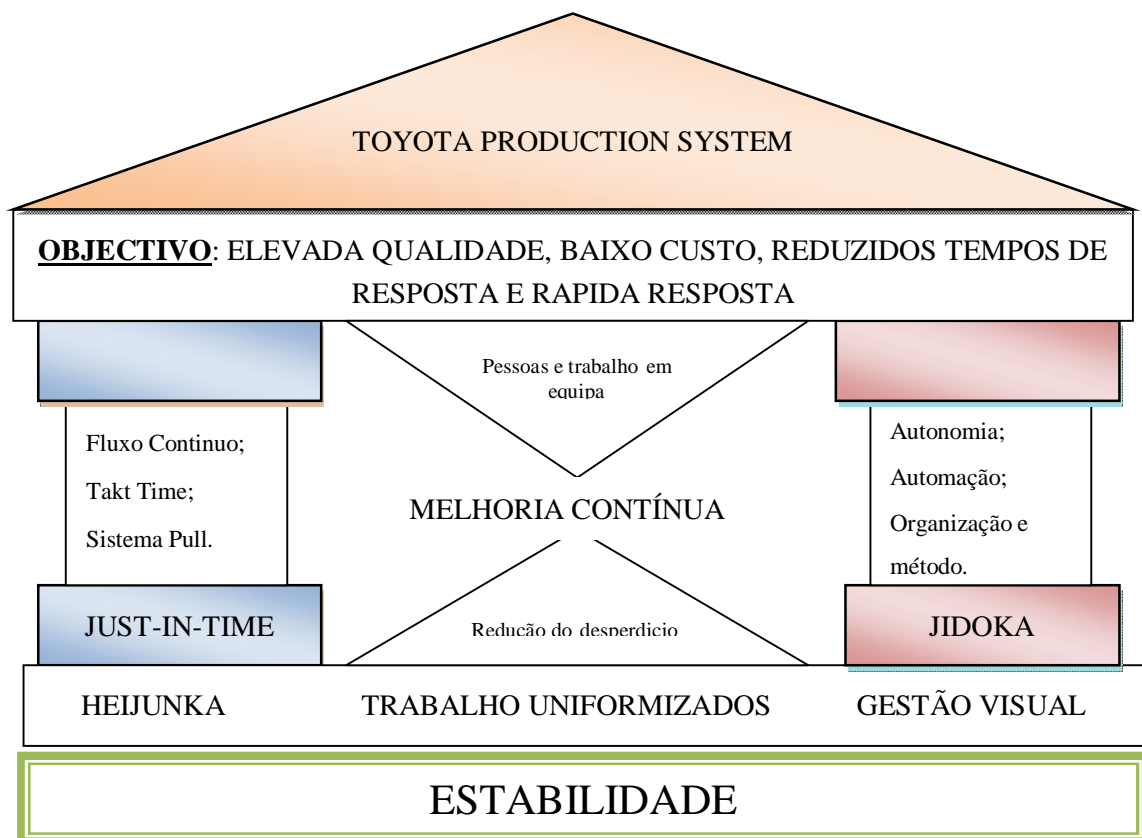 TOYOTA PRODUCTION SYSTEM
OBJECTIVO: ELEVADA QUALIDADE, BAIXO CUSTO, REDUZIDOS TEMPOS DE
RESPOSTA E RAPIDA RESPOSTA
Pessoas e trabalho em
equipa
Fluxo Continuo;
Takt Time;
Sistema Pull.
MELHORIA CONTÍNUA
Autonomia;
Automação;
Organização e
método.
JUST-IN-TIME
Redução do desperdicio
JIDOKA
HEIJUNKA
TRABALHO UNIFORMIZADOS
GESTÃO VISUAL
ESTABILIDADE